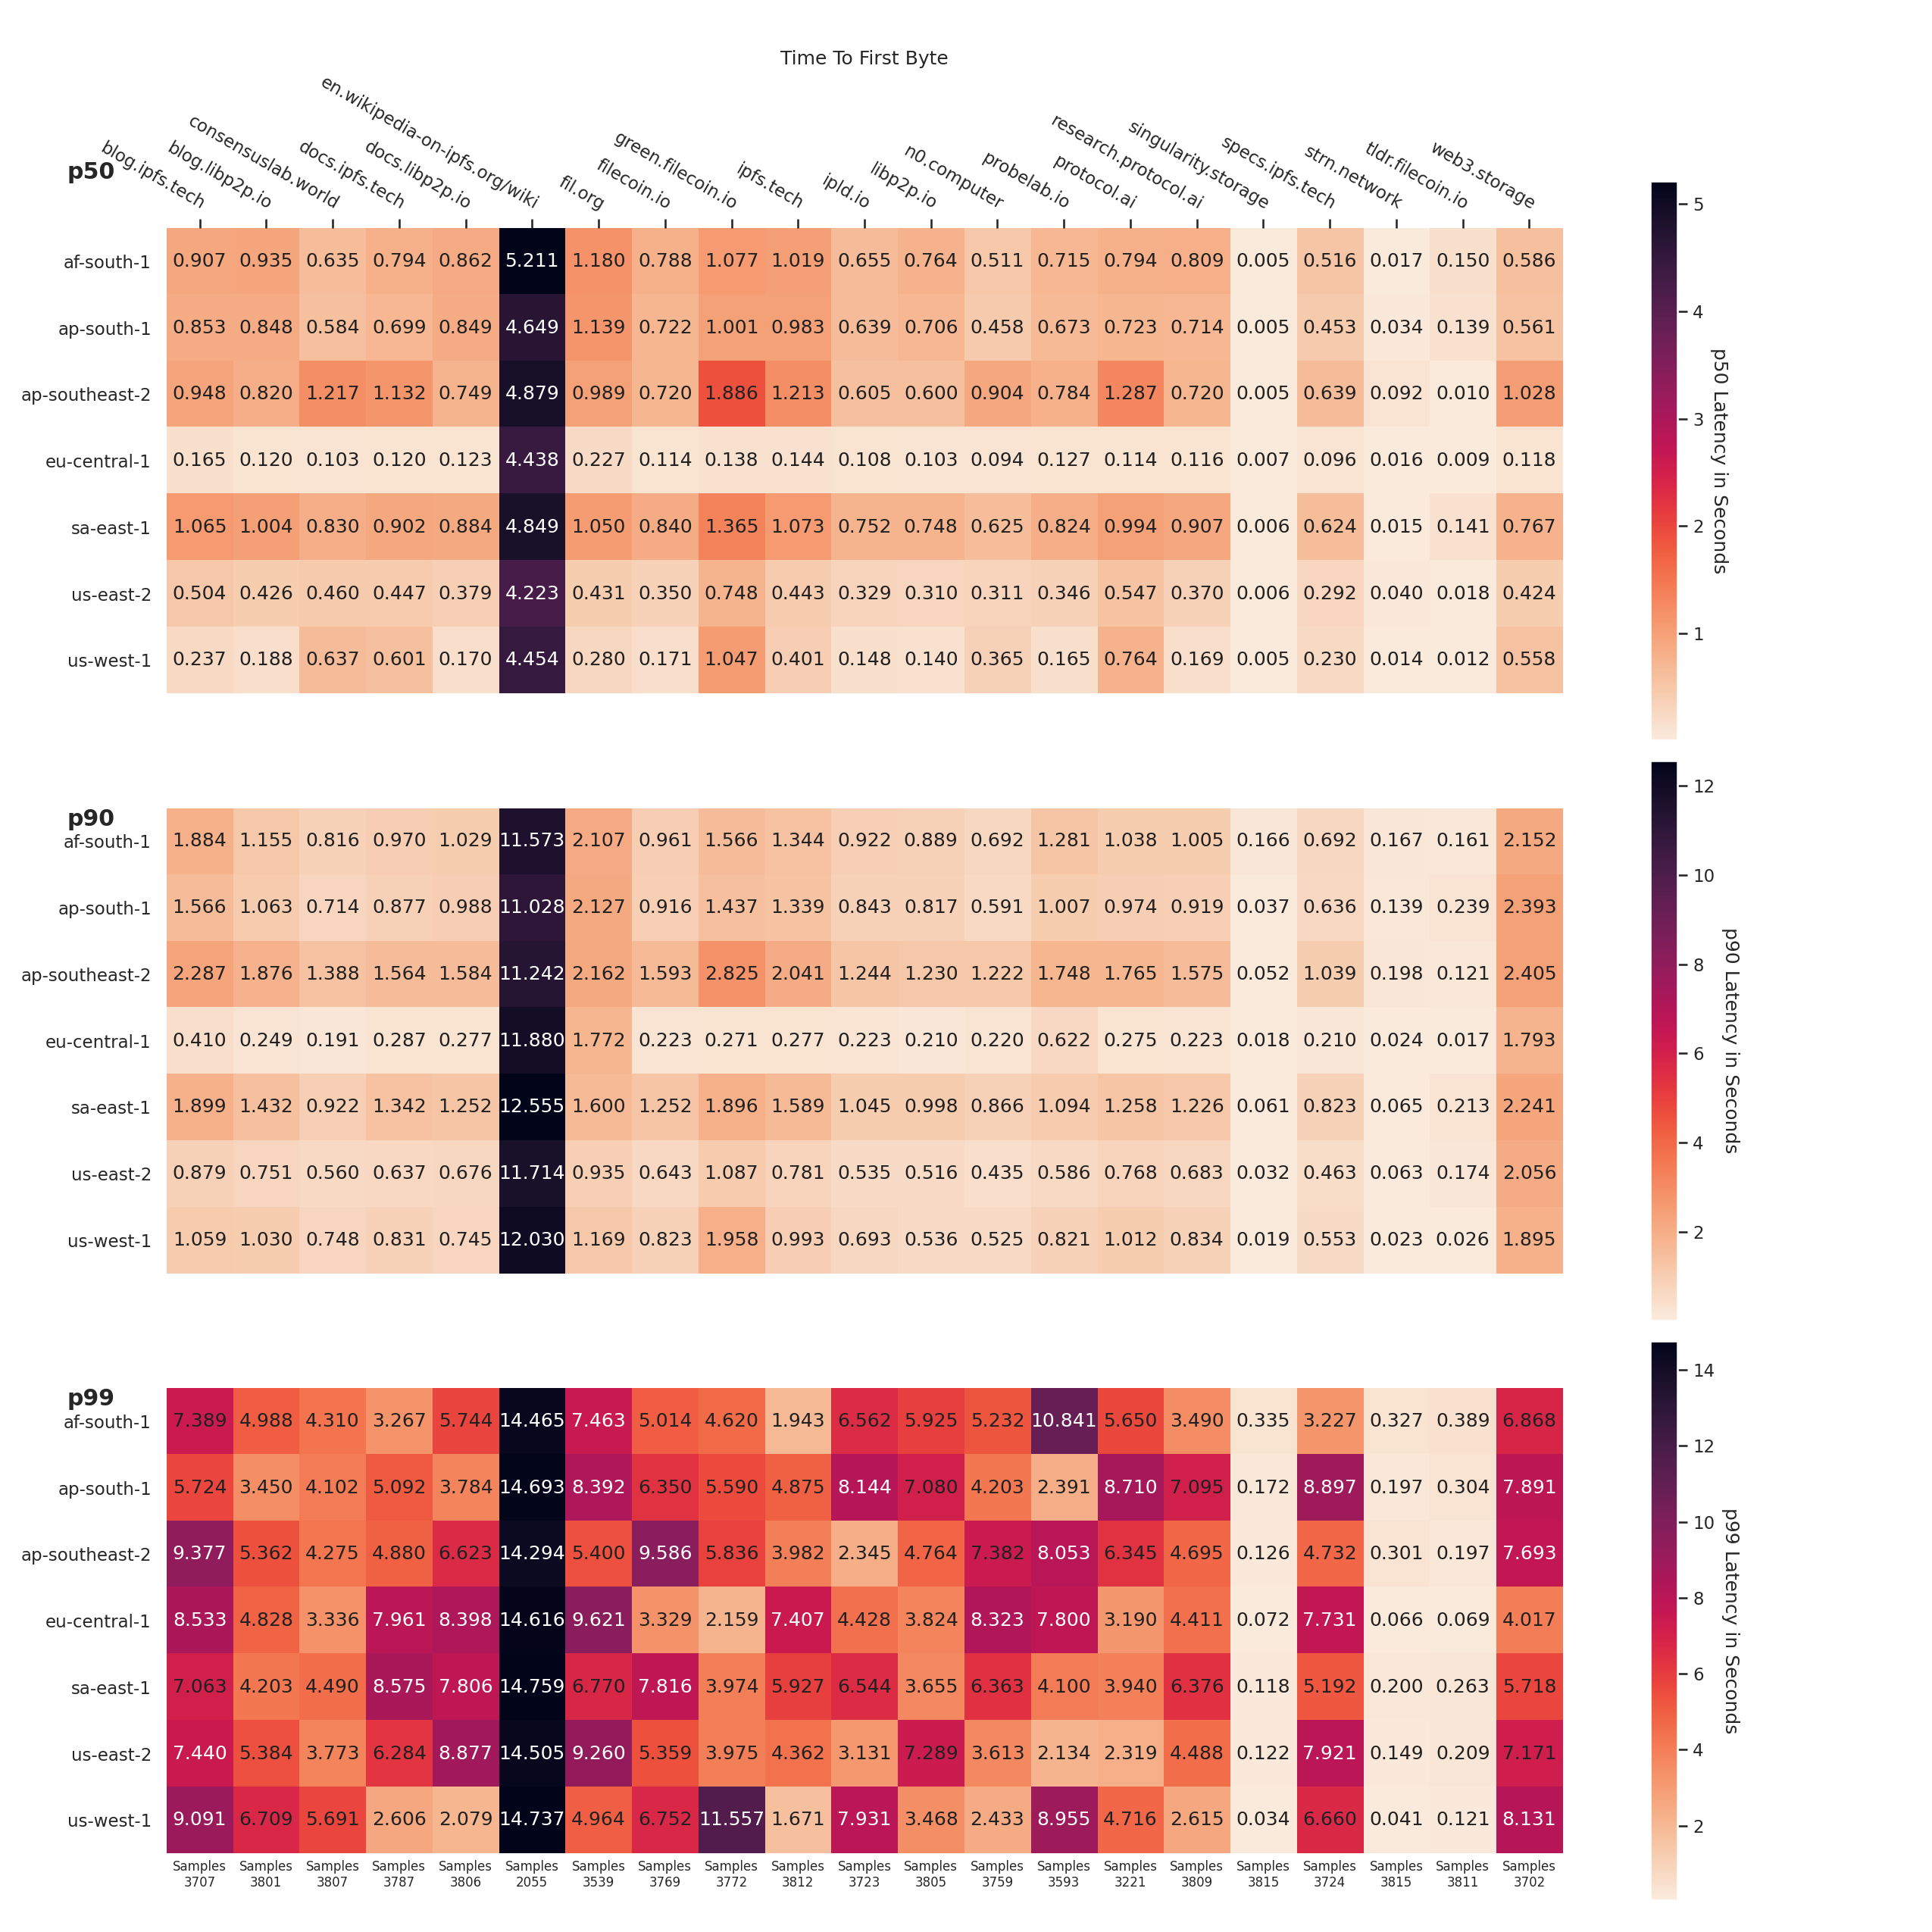 Time To First Byte
p50
blog.ipfs.tech
blog.libp2p.io
consensuslab.world
docs.ipfs.tech
docs.libp2p.io
en.wikipedia-on-ipfs.org/wiki
fil.org
filecoin.io
green.filecoin.io
ipfs.tech
ipld.io
libp2p.io
n0.computer
probelab.io
protocol.ai
research.protocol.ai
singularity.storage
specs.ipfs.tech
strn.network
tldr.filecoin.io
web3.storage
af-south-1 0.907 0.935 0.635 0.794 0.862 5.211 1.180 0.788 1.077 1.019 0.655 0.764 0.511 0.715 0.794 0.809 0.005 0.516 0.017 0.150 0.586
ap-south-1 0.853 0.848 0.584 0.699 0.849 4.649 1.139 0.722 1.001 0.983 0.639 0.706 0.458 0.673 0.723 0.714 0.005 0.453 0.034 0.139 0.561
ap-southeast-2 0.948 0.820 1.217 1.132 0.749 4.879 0.989 0.720 1.886 1.213 0.605 0.600 0.904 0.784 1.287 0.720 0.005 0.639 0.092 0.010 1.028
eu-central-1 0.165 0.120 0.103 0.120 0.123 4.438 0.227 0.114 0.138 0.144 0.108 0.103 0.094 0.127 0.114 0.116 0.007 0.096 0.016 0.009 0.118
sa-east-1 1.065 1.004 0.830 0.902 0.884 4.849 1.050 0.840 1.365 1.073 0.752 0.748 0.625 0.824 0.994 0.907 0.006 0.624 0.015 0.141 0.767
us-east-2 0.504 0.426 0.460 0.447 0.379 4.223 0.431 0.350 0.748 0.443 0.329 0.310 0.311 0.346 0.547 0.370 0.006 0.292 0.040 0.018 0.424
us-west-1 0.237 0.188 0.637 0.601 0.170 4.454 0.280 0.171 1.047 0.401 0.148 0.140 0.365 0.165 0.764 0.169 0.005 0.230 0.014 0.012 0.558
5
4
3
2
1
p50 Latency in Seconds
p90
af-south-1 1.884 1.155 0.816 0.970 1.029 11.573 2.107 0.961 1.566 1.344 0.922 0.889 0.692 1.281 1.038 1.005 0.166 0.692 0.167 0.161 2.152
ap-south-1 1.566 1.063 0.714 0.877 0.988 11.028 2.127 0.916 1.437 1.339 0.843 0.817 0.591 1.007 0.974 0.919 0.037 0.636 0.139 0.239 2.393
ap-southeast-2 2.287 1.876 1.388 1.564 1.584 11.242 2.162 1.593 2.825 2.041 1.244 1.230 1.222 1.748 1.765 1.575 0.052 1.039 0.198 0.121 2.405
eu-central-1 0.410 0.249 0.191 0.287 0.277 11.880 1.772 0.223 0.271 0.277 0.223 0.210 0.220 0.622 0.275 0.223 0.018 0.210 0.024 0.017 1.793
sa-east-1 1.899 1.432 0.922 1.342 1.252 12.555 1.600 1.252 1.896 1.589 1.045 0.998 0.866 1.094 1.258 1.226 0.061 0.823 0.065 0.213 2.241
us-east-2 0.879 0.751 0.560 0.637 0.676 11.714 0.935 0.643 1.087 0.781 0.535 0.516 0.435 0.586 0.768 0.683 0.032 0.463 0.063 0.174 2.056
us-west-1 1.059 1.030 0.748 0.831 0.745 12.030 1.169 0.823 1.958 0.993 0.693 0.536 0.525 0.821 1.012 0.834 0.019 0.553 0.023 0.026 1.895
12
10
8
6
4
2
p90 Latency in Seconds
p99
af-south-1 7.389 4.988 4.310 3.267 5.744 14.465 7.463 5.014 4.620 1.943 6.562 5.925 5.232 10.841 5.650 3.490 0.335 3.227 0.327 0.389 6.868
ap-south-1 5.724 3.450 4.102 5.092 3.784 14.693 8.392 6.350 5.590 4.875 8.144 7.080 4.203 2.391 8.710 7.095 0.172 8.897 0.197 0.304 7.891
ap-southeast-2 9.377 5.362 4.275 4.880 6.623 14.294 5.400 9.586 5.836 3.982 2.345 4.764 7.382 8.053 6.345 4.695 0.126 4.732 0.301 0.197 7.693
eu-central-1 8.533 4.828 3.336 7.961 8.398 14.616 9.621 3.329 2.159 7.407 4.428 3.824 8.323 7.800 3.190 4.411 0.072 7.731 0.066 0.069 4.017
sa-east-1 7.063 4.203 4.490 8.575 7.806 14.759 6.770 7.816 3.974 5.927 6.544 3.655 6.363 4.100 3.940 6.376 0.118 5.192 0.200 0.263 5.718
us-east-2 7.440 5.384 3.773 6.284 8.877 14.505 9.260 5.359 3.975 4.362 3.131 7.289 3.613 2.134 2.319 4.488 0.122 7.921 0.149 0.209 7.171
us-west-1 9.091 6.709 5.691 2.606 2.079 14.737 4.964 6.752 11.557 1.671 7.931 3.468 2.433 8.955 4.716 2.615 0.034 6.660 0.041 0.121 8.131
Samples Samples Samples Samples Samples Samples Samples Samples Samples Samples Samples Samples Samples Samples Samples Samples Samples Samples Samples Samples Samples
3707 3801 3807 3787 3806 2055 3539 3769 3772 3812 3723 3805 3759 3593 3221 3809 3815 3724 3815 3811 3702
14
12
10
8
6
4
2
p99 Latency in Seconds